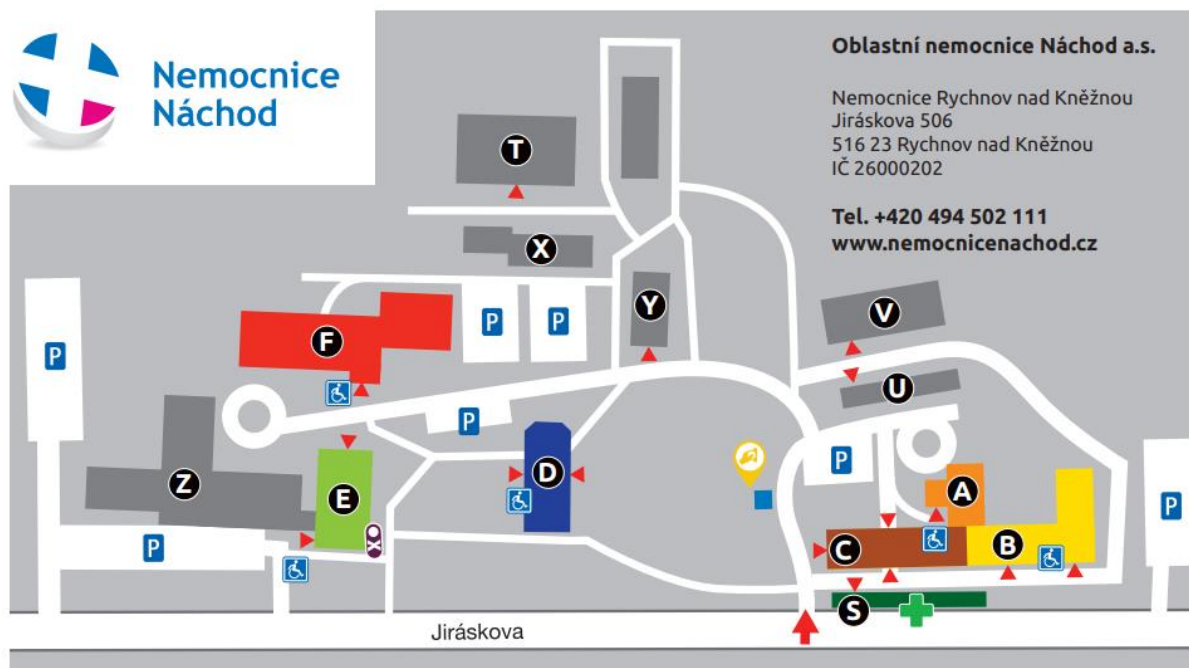 Nemocnice
Náchod
Oblastní nemocnice Náchod a.s.
Nemocnice Rychnov nad Kněžnou
Jiráskova 506
516 23 Rychnov nad Kněžnou
IČ 26000202
Tel. +420 494 502 111
www.nemocnicenachod.cz
T
X
Y
V
P
P
P
F
U
P
P
Z
E
D
A
P
P
C
B
S
Jiráskova